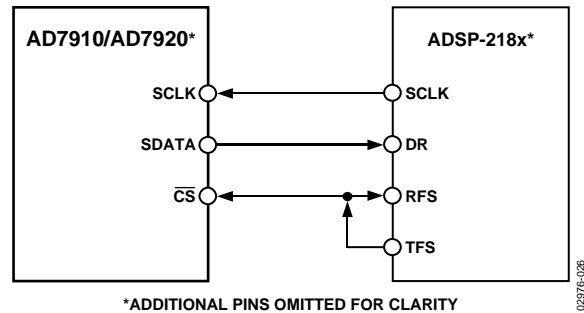 AD7910/AD7920*
ADSP-218x*
SCLK
SCLK
SDATA
DR
CS
RFS
TFS
*ADDITIONAL PINS OMITTED FOR CLARITY
02976-026